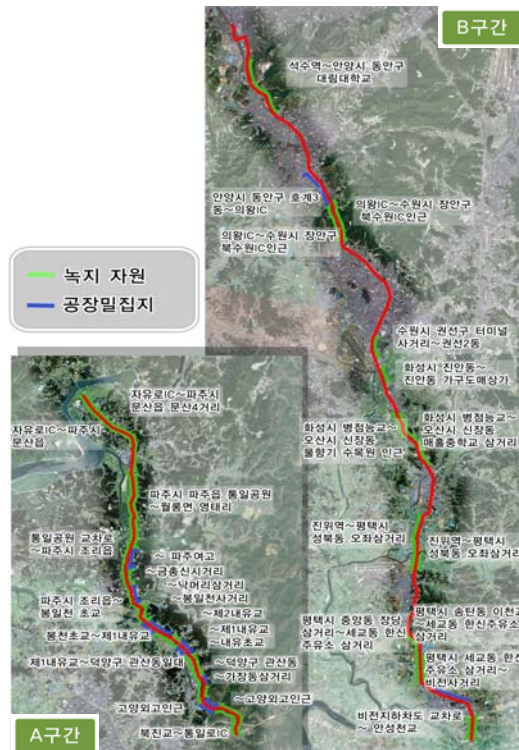 B구간
석수역~안양시 동안구
대림대학교
안양시 동안구 호계3
동~의왕IC
의왕IC~수원시 장안구
북수원IC인근
의왕IC~수원시 장안구
북수원IC인근
녹지 자원
공장밀집지
수원시 권선구 터미널
사거리~권선2동
화성시 진안동~
진안동 가구도매상가
화성시 병점능교~
오산시 신장동
물향기 수목원 인근
화성시 병점능교~
오산시 신장동
매홀중학교 삼거리
진위역~평택시
성북동 오좌삼거리
진위역~평택시
성북동 오좌삼거리
평택시 중앙동 장당
삼거리~세교동 한신
주유소 삼거리
평택시 송탄동 이천교
~세교동 한신주유소
삼거리
평택시 세교동 한신
주유소 삼거리~
비전사거리
비전지하차도 교차로
~ 안성천교
자유로IC~파주시
문산읍 문산4거리
자유로IC~파주시
문산읍
파주시 파주읍 통일공원
~월롱면 영태리
통일공원 교차로
~파주시 조리읍
~ 파주여고
~금촌신시거리
~낙머리삼거리
~봉일천사거리
파주시 조리읍~
봉일천 초교
~제2내유교
~제1내유교
~내유초교
봉천초교~제1내유교
제1내유교~덕양구 관산동일대
~덕양구 관산동
~가장동삼거리
고양외고인근
~고양외고인근
북진교~통일로IC
A구간